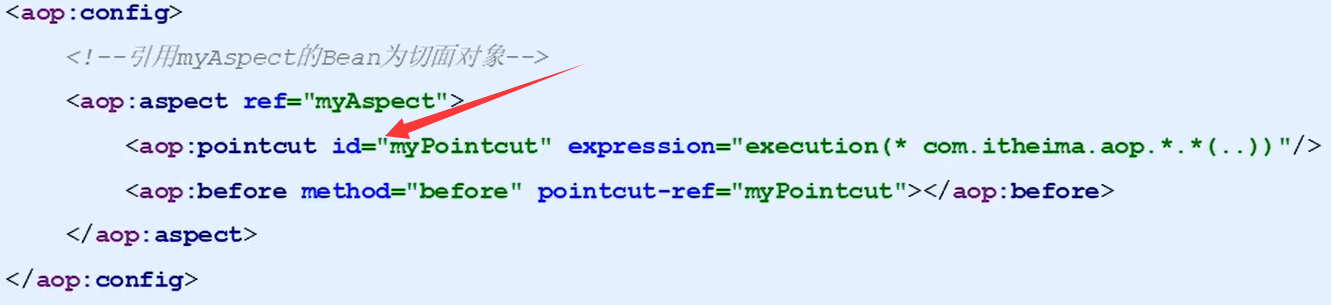 <aop:config>
<!--引用myAspect的Bean为切面对象-->
<aop:aspect ref="myAspect">
<aop:pointcut id="myPointcut" expression="execution(* com.itheima.aop.*.*(..))"/>
<aop:before method="before" pointcut-ref="myPointcut"></aop:before>
</aop:aspect>
</aop:config>